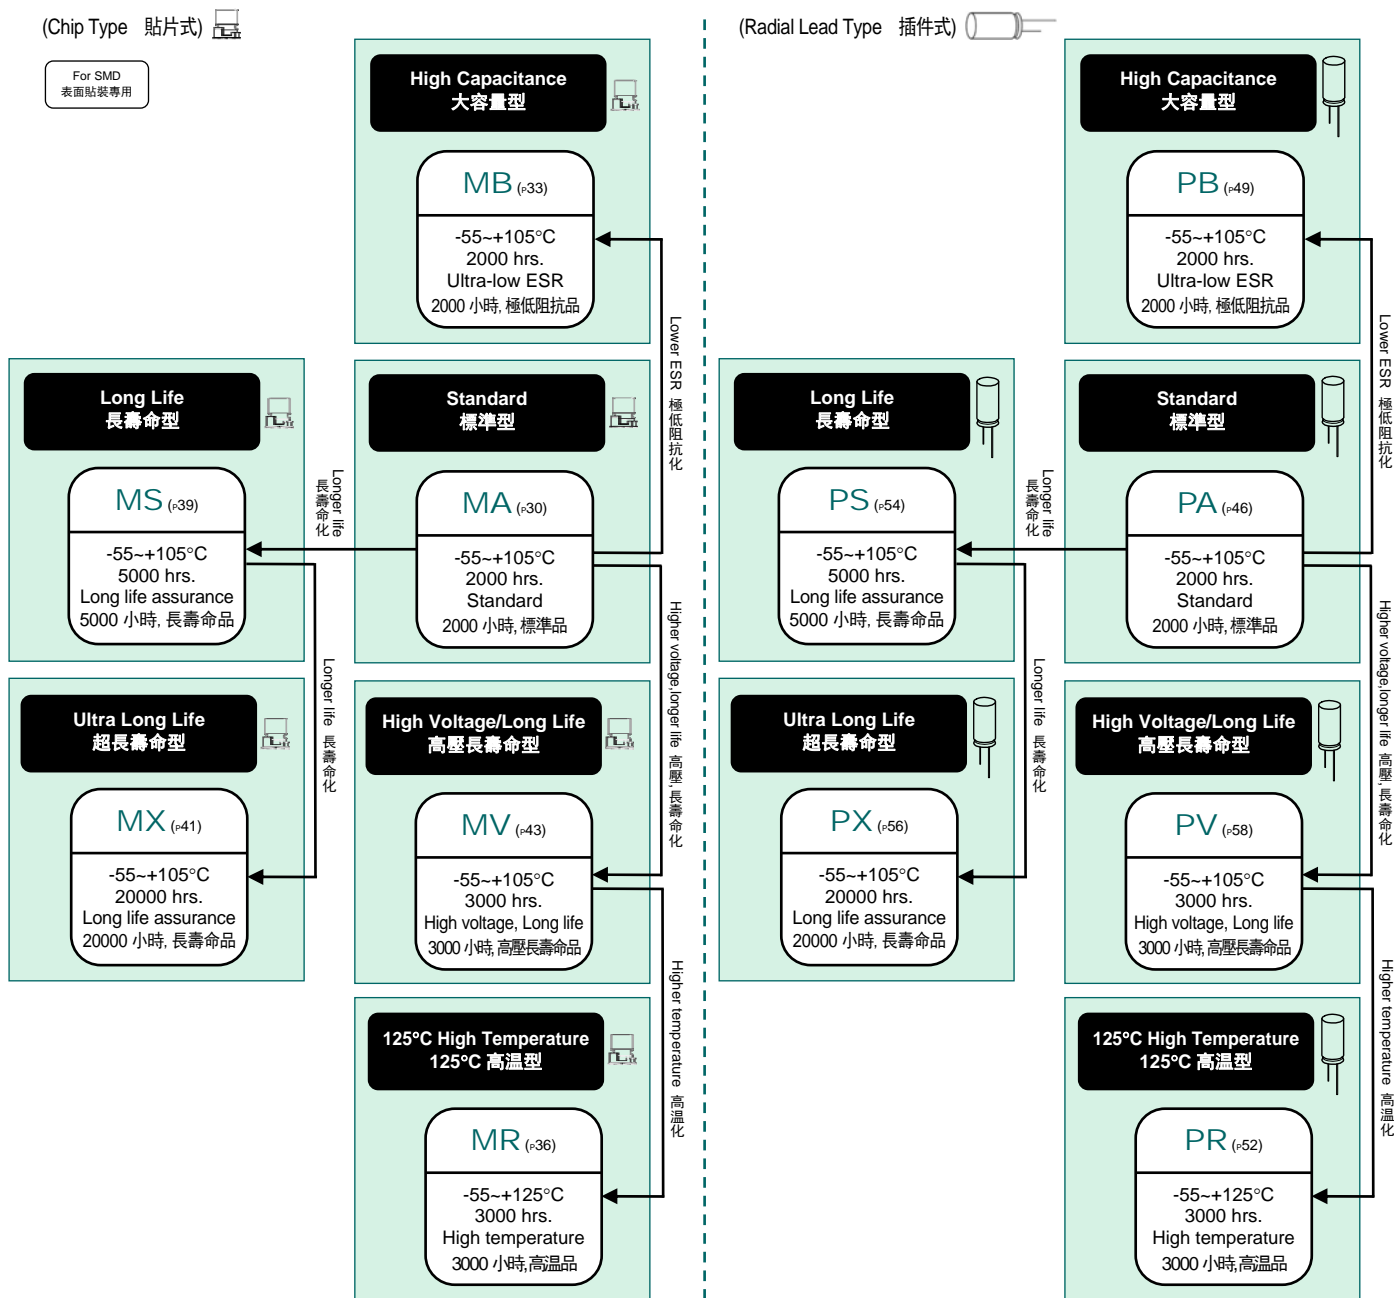 (Chip Type 貼片式)
For SMD
表面貼裝專用
High Capacitance
大容量型
MB (P33)
-55~+105°C
2000 hrs.
Ultra-low ESR
2000 小時, 極低阻抗品
Lower ESR 極低阻抗化
Long Life
長壽命型
MS (P39)
-55~+105°C
5000 hrs.
Long life assurance
5000 小時, 長壽命品
Longer life
長壽命化
Standard
標準型
MA (P30)
-55~+105°C
2000 hrs.
Standard
2000 小時, 標準品
Longer life 長壽命化
Higher voltage,longer life 高壓,長壽命化
Ultra Long Life
超長壽命型
MX (P41)
-55~+105°C
20000 hrs.
Long life assurance
20000 小時, 長壽命品
High Voltage/Long Life
高壓長壽命型
MV (P43)
-55~+105°C
3000 hrs.
High voltage, Long life
3000 小時, 高壓長壽命品
Higher temperature 高溫化
125°C High Temperature
125°C 高温型
MR (P36)
-55~+125°C
3000 hrs.
High temperature
3000 小時,高温品
(Radial Lead Type 插件式)
High Capacitance
大容量型
PB (P49)
-55~+105°C
2000 hrs.
Ultra-low ESR
2000 小時, 極低阻抗品
Lower ESR 極低阻抗化
Long Life
長壽命型
PS (P54)
-55~+105°C
5000 hrs.
Long life assurance
5000 小時, 長壽命品
Longer life
長壽命化
Standard
標準型
PA (P46)
-55~+105°C
2000 hrs.
Standard
2000 小時, 標準品
Longer life 長壽命化
Higher voltage,longer life 高壓,長壽命化
Ultra Long Life
超長壽命型
PX (P56)
-55~+105°C
20000 hrs.
Long life assurance
20000 小時, 長壽命品
High Voltage/Long Life
高壓長壽命型
PV (P58)
-55~+105°C
3000 hrs.
High voltage, Long life
3000 小時, 高壓長壽命品
Higher temperature 高溫化
125°C High Temperature
125°C 高温型
PR (P52)
-55~+125°C
3000 hrs.
High temperature
3000 小時,高温品